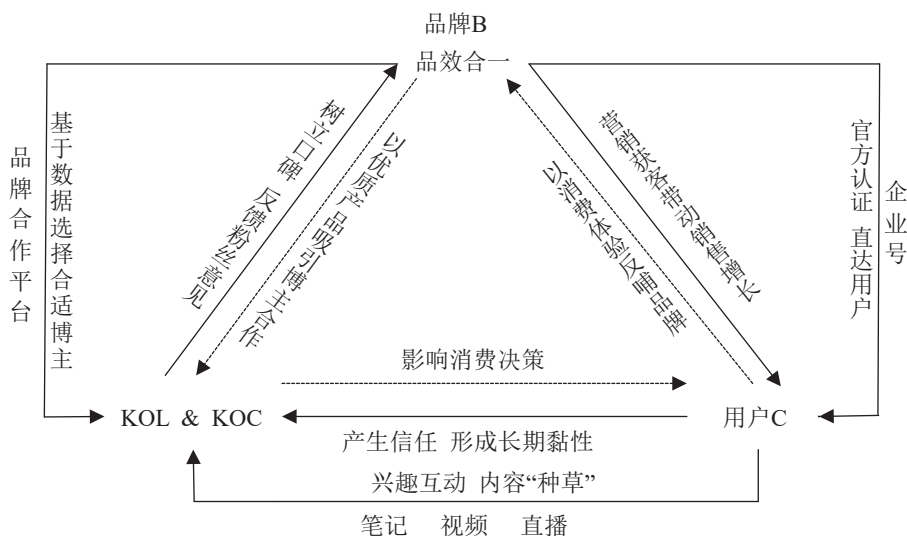 品牌B
品效合一
树立口碑 反馈粉丝意见
以优质产品吸引博主合作
营销获客带动销售增长
以消费体验反哺品牌
品牌合作平台
基于数据选择合适博主
官方认证 直达用户
企业号
影响消费决策
KOL & KOC
用户C
产生信任 形成长期黏性
兴趣互动 内容“种草”
笔记 视频 直播